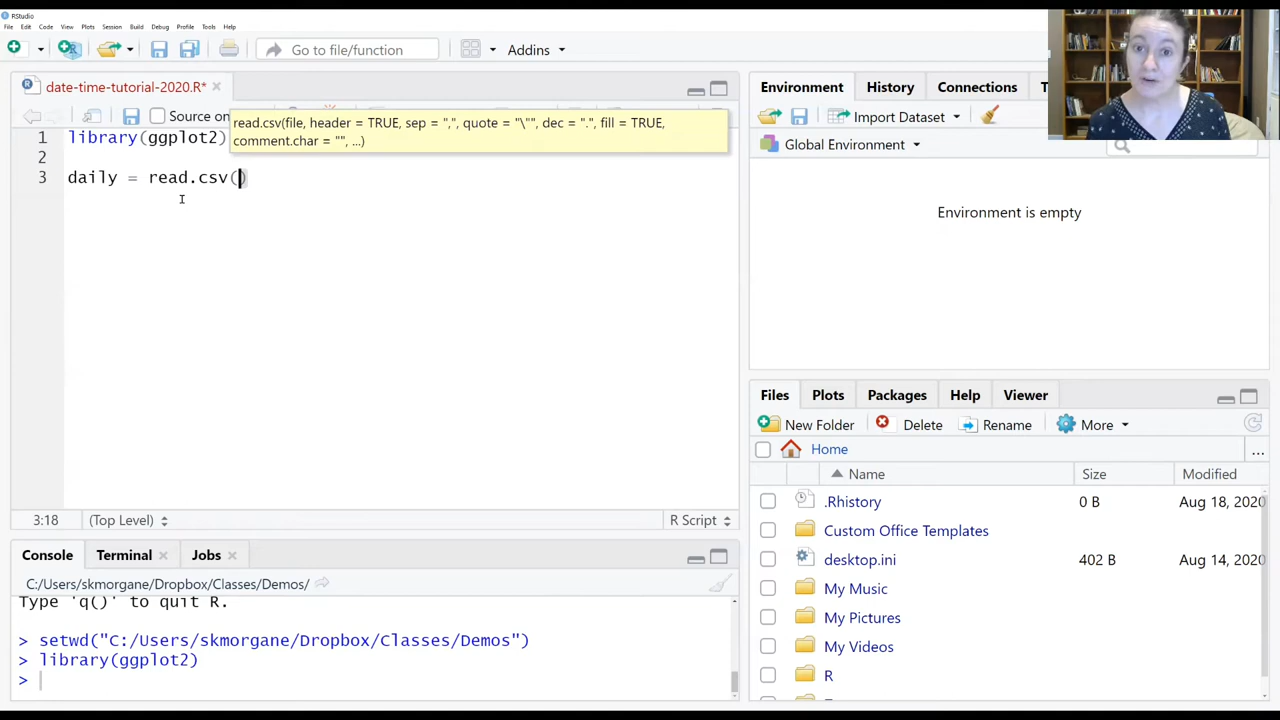 RStudio
File Edit Code View Plots Session Build Debug Profile Tools Help
Go to file/function Addins
date-time-tutorial-2020.R*
Source on
read.csv(file, header = TRUE, sep = ",", quote = "\"", dec = ".", fill = TRUE,
comment.char = "", ...)
1 library(ggplot2)
2
3 daily = read.csv()
3:18 (Top Level) R Script
Console Terminal Jobs
C:/Users/skmorgane/Dropbox/Classes/Demos/
Type 'q()' to quit R.
> setwd("C:/Users/skmorgane/Dropbox/Classes/Demos")
> library(ggplot2)
>
Environment History Connections T
Import Dataset
Global Environment
Environment is empty
Files Plots Packages Help Viewer
New Folder Delete Rename More
Home ...
Name Size Modified
.Rhistory 0 B Aug 18, 2020
Custom Office Templates
desktop.ini 402 B Aug 14, 2020
My Music
My Pictures
My Videos
R